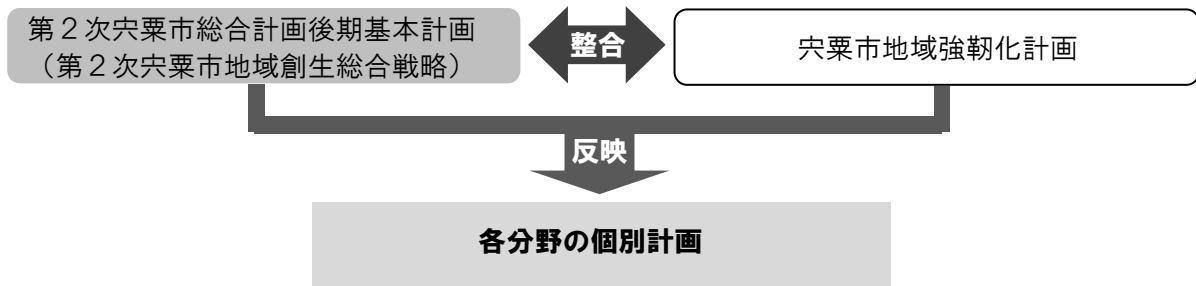 第２次宍粟市総合計画後期基本計画
（第２次宍粟市地域創生総合戦略）
整合
宍粟市地域強靭化計画
反映
各分野の個別計画